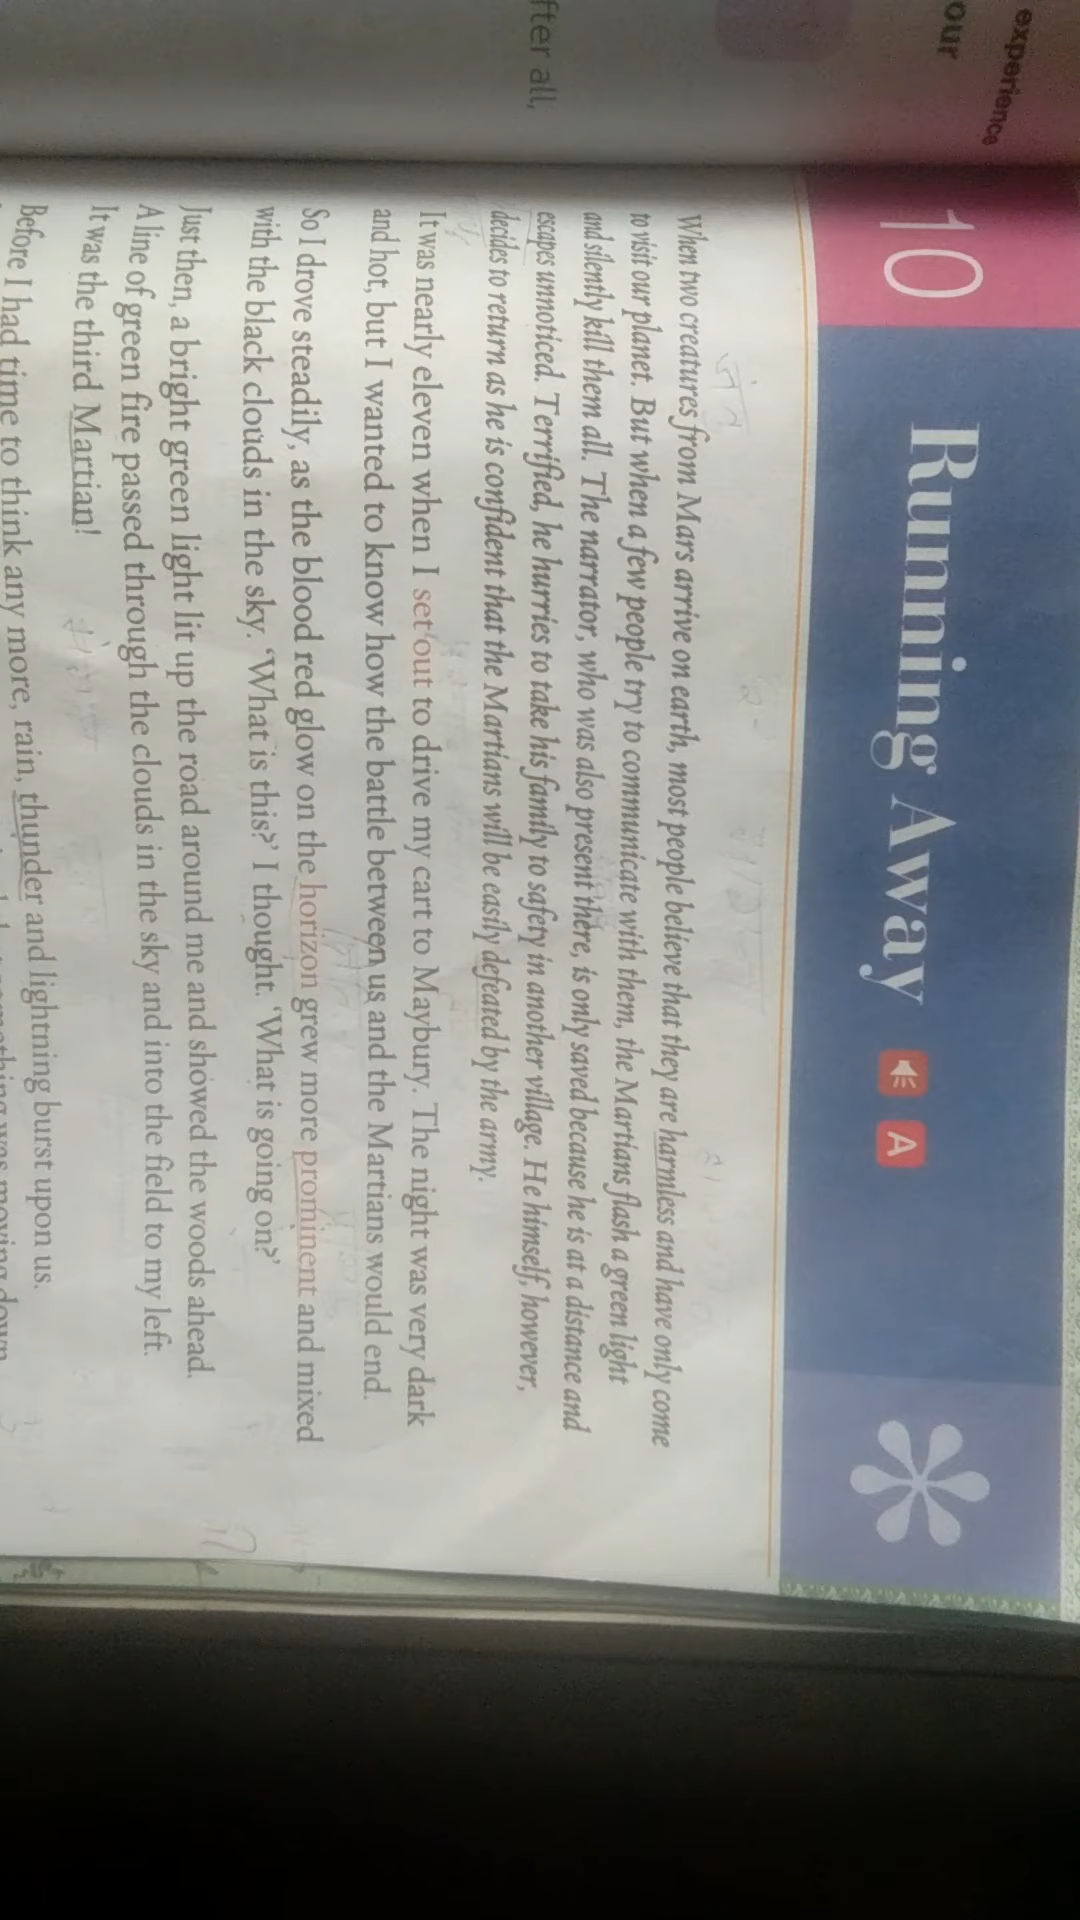 experience
our
fter all,
10 Running Away
A
When two creatures from Mars arrive on earth, most people believe that they are harmless and have only come
to visit our planet. But when a few people try to communicate with them, the Martians flash a green light
and silently kill them all. The narrator, who was also present there, is only saved because he is at a distance and
escapes unnoticed. Terrified, he hurries to take his family to safety in another village. He himself, however,
decides to return as he is confident that the Martians will be easily defeated by the army.
It was nearly eleven when I set out to drive my cart to Maybury. The night was very dark
and hot, but I wanted to know how the battle between us and the Martians would end.
So I drove steadily, as the blood red glow on the horizon grew more prominent and mixed
with the black clouds in the sky. ‘What is this?’ I thought. ‘What is going on?’
Just then, a bright green light lit up the road around me and showed the woods ahead.
A line of green fire passed through the clouds in the sky and into the field to my left.
It was the third Martian!
Before I had time to think any more, rain, thunder and lightning burst upon us.